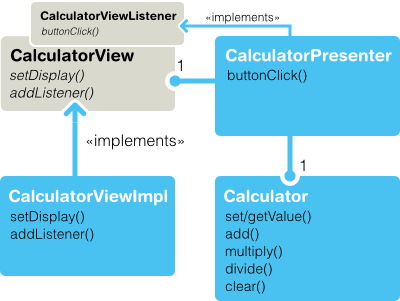 CalculatorViewListener
buttonClick()
«implements»
CalculatorView
setDisplay()
addListener()
1
CalculatorPresenter
buttonClick()
«implements»
1
CalculatorViewImpl
setDisplay()
addListener()
Calculator
set/getValue()
add()
multiply()
divide()
clear()